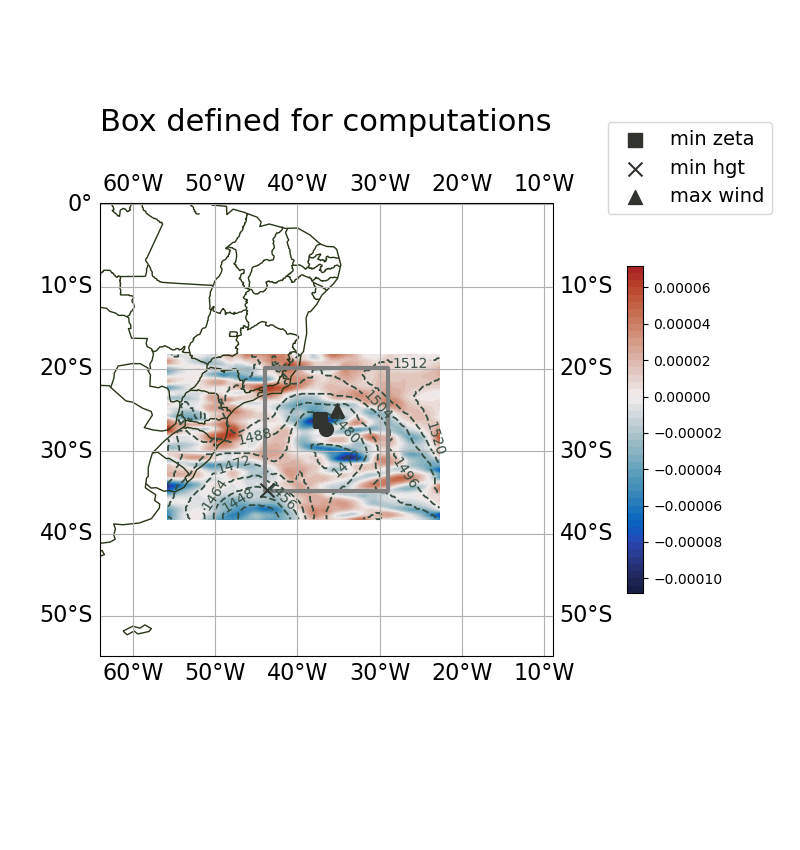 Box defined for computations
min zeta
min hgt
max wind
60°W 50°W 40°W 30°W 20°W 10°W
0°
10°S 10°S
20°S 20°S
30°S 30°S
40°S 40°S
50°S 50°S
60°W 50°W 40°W 30°W 20°W 10°W
1512
1504
1520
1488
1480
1472
1496
1464
1448
0.00006
0.00004
0.00002
0.00000
−0.00002
−0.00004
−0.00006
−0.00008
−0.00010